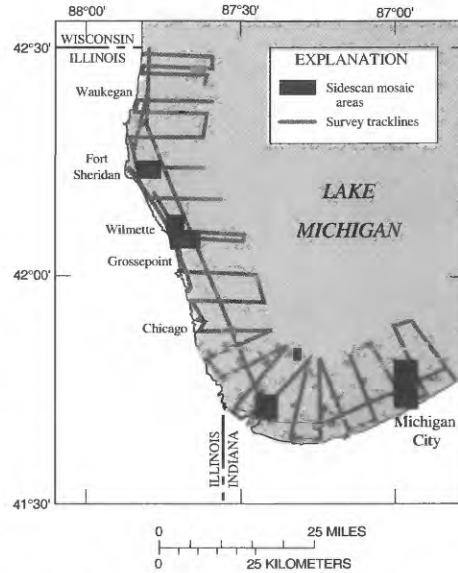 88°00' 87°30' 87°00'
42°30'
WISCONSIN
ILLINOIS
EXPLANATION
Sidescan mosaic
areas
Survey tracklines
Waukegan
Fort
Sheridan
LAKE
MICHIGAN
Wilmette
Grossepoint
42°00'
Chicago
Michigan
City
ILLINOIS
INDIANA
41°30'
0 25 MILES
0 25 KILOMETERS